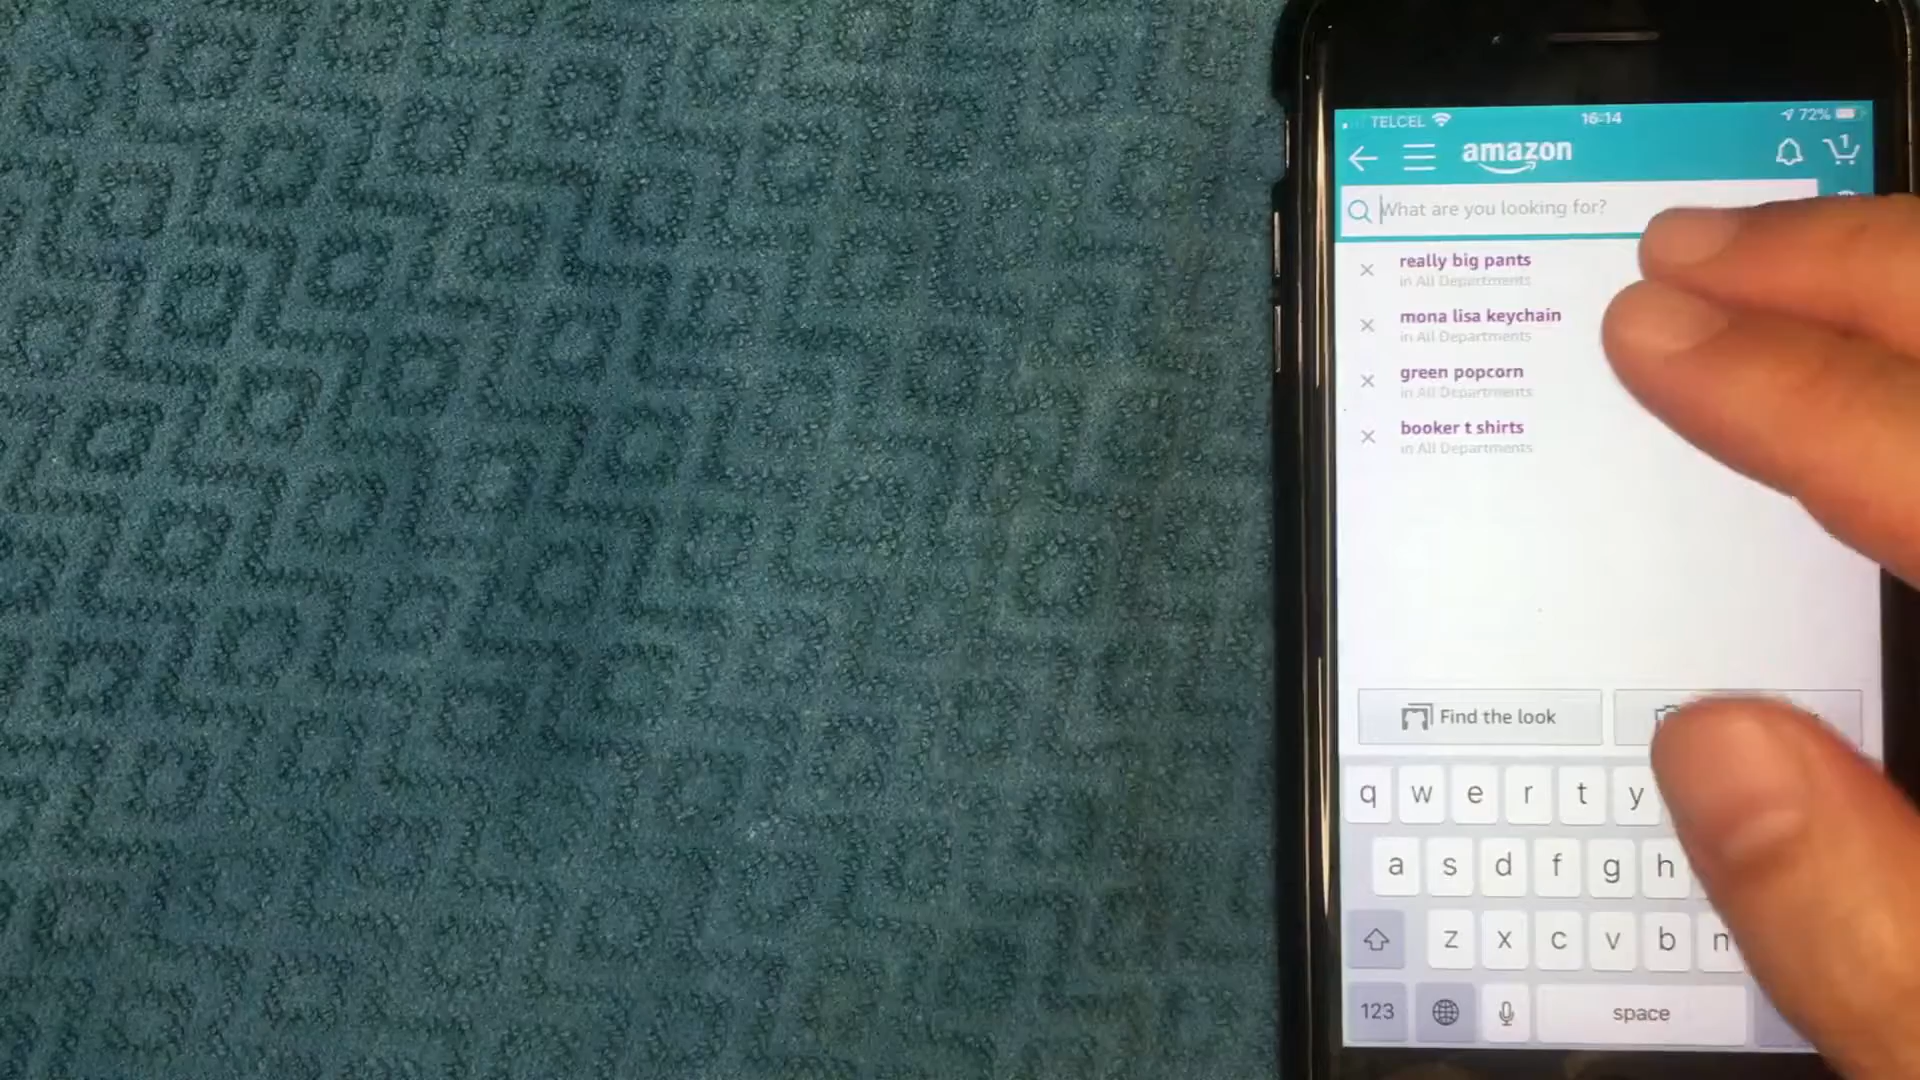 TELCEL 16:14 72%
amazon
1
What are you looking for?
really big pants
in All Departments
mona lisa keychain
in All Departments
green popcorn
in All Departments
booker t shirts
in All Departments
Find the look
q w e r t y
a s d f g h
z x c v b n
123 space